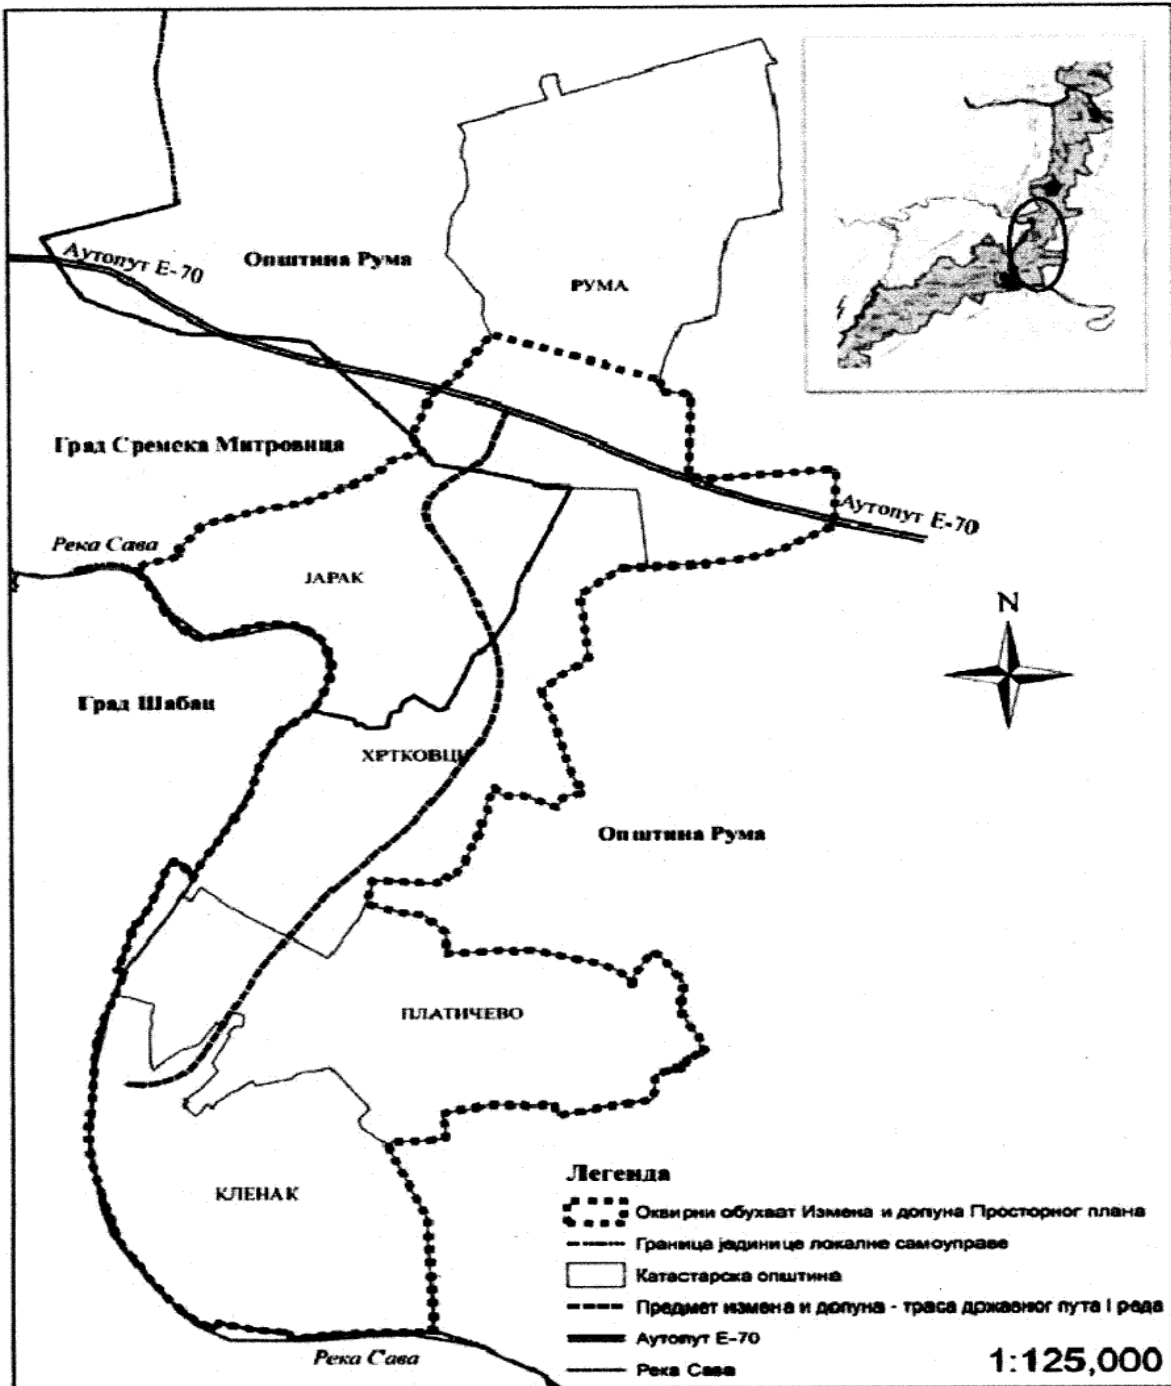 Аутопут Е-70
Општина Рума
РУМА
Град Сремска Митровица
Аутопут Е-70
Река Сава
ЈАРАК
N
Град Шабац
ХРТКОВЦИ
Општина Рума
ПЛАТИЧЕВО
КЛЕНАК
Река Сава
Легенда
Оквирни обухват Измена и допуна Просторног плана
Граница јединице локалне самоуправе
Катастарска општина
Предмет измена и допуна - траса државног пута I реда
Аутопут Е-70
Река Сава
1:125,000